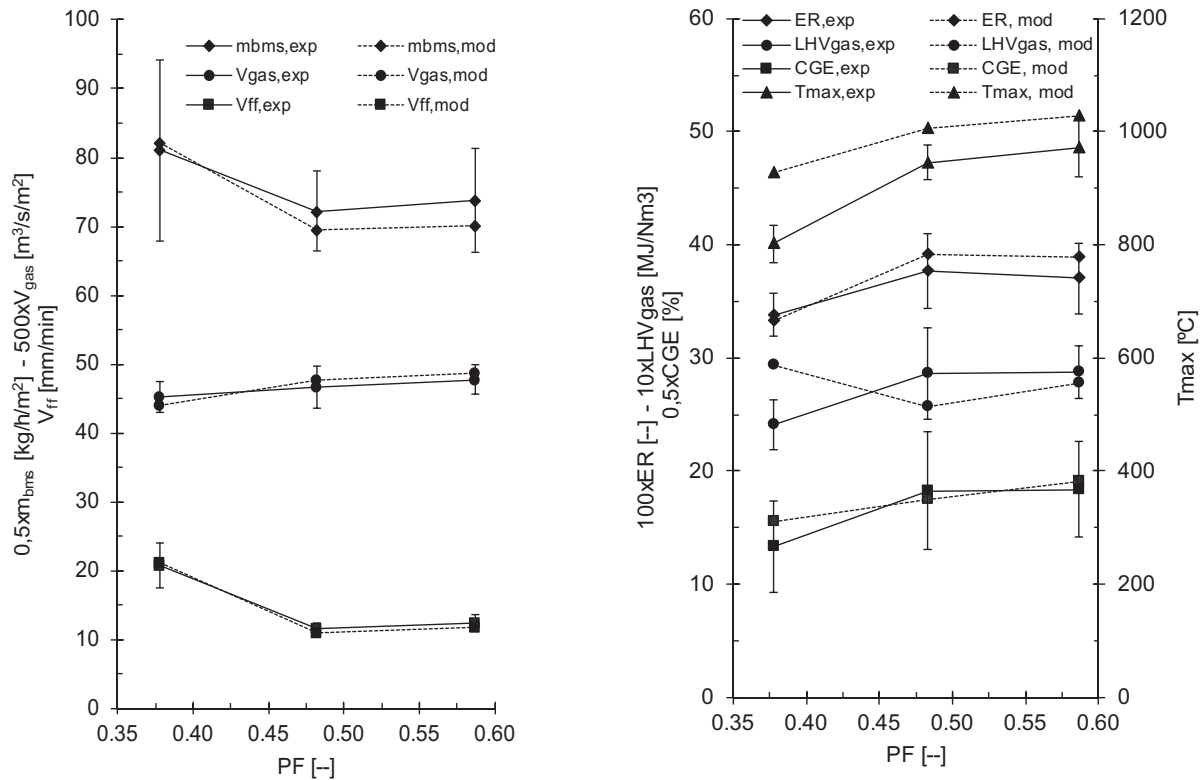 100
90
80
70
60
50
40
30
20
10
0
0,5xm_bms [kg/h/m²] - 500xV_gas [m³/s/m²]
V_ff [mm/min]
mbms,exp mbms,mod
Vgas,exp Vgas,mod
Vff,exp Vff,mod
0.35 0.40 0.45 0.50 0.55 0.60
PF [--]
60
50
40
30
20
10
0
100xER [--] - 10xLHVgas [MJ/Nm3]
0,5xCGE [%]
ER,exp ER, mod
LHVgas,exp LHVgas, mod
CGE,exp CGE, mod
Tmax,exp Tmax, mod
1200
1000
800
600
400
200
0
Tmax [ºC]
0.35 0.40 0.45 0.50 0.55 0.60
PF [--]